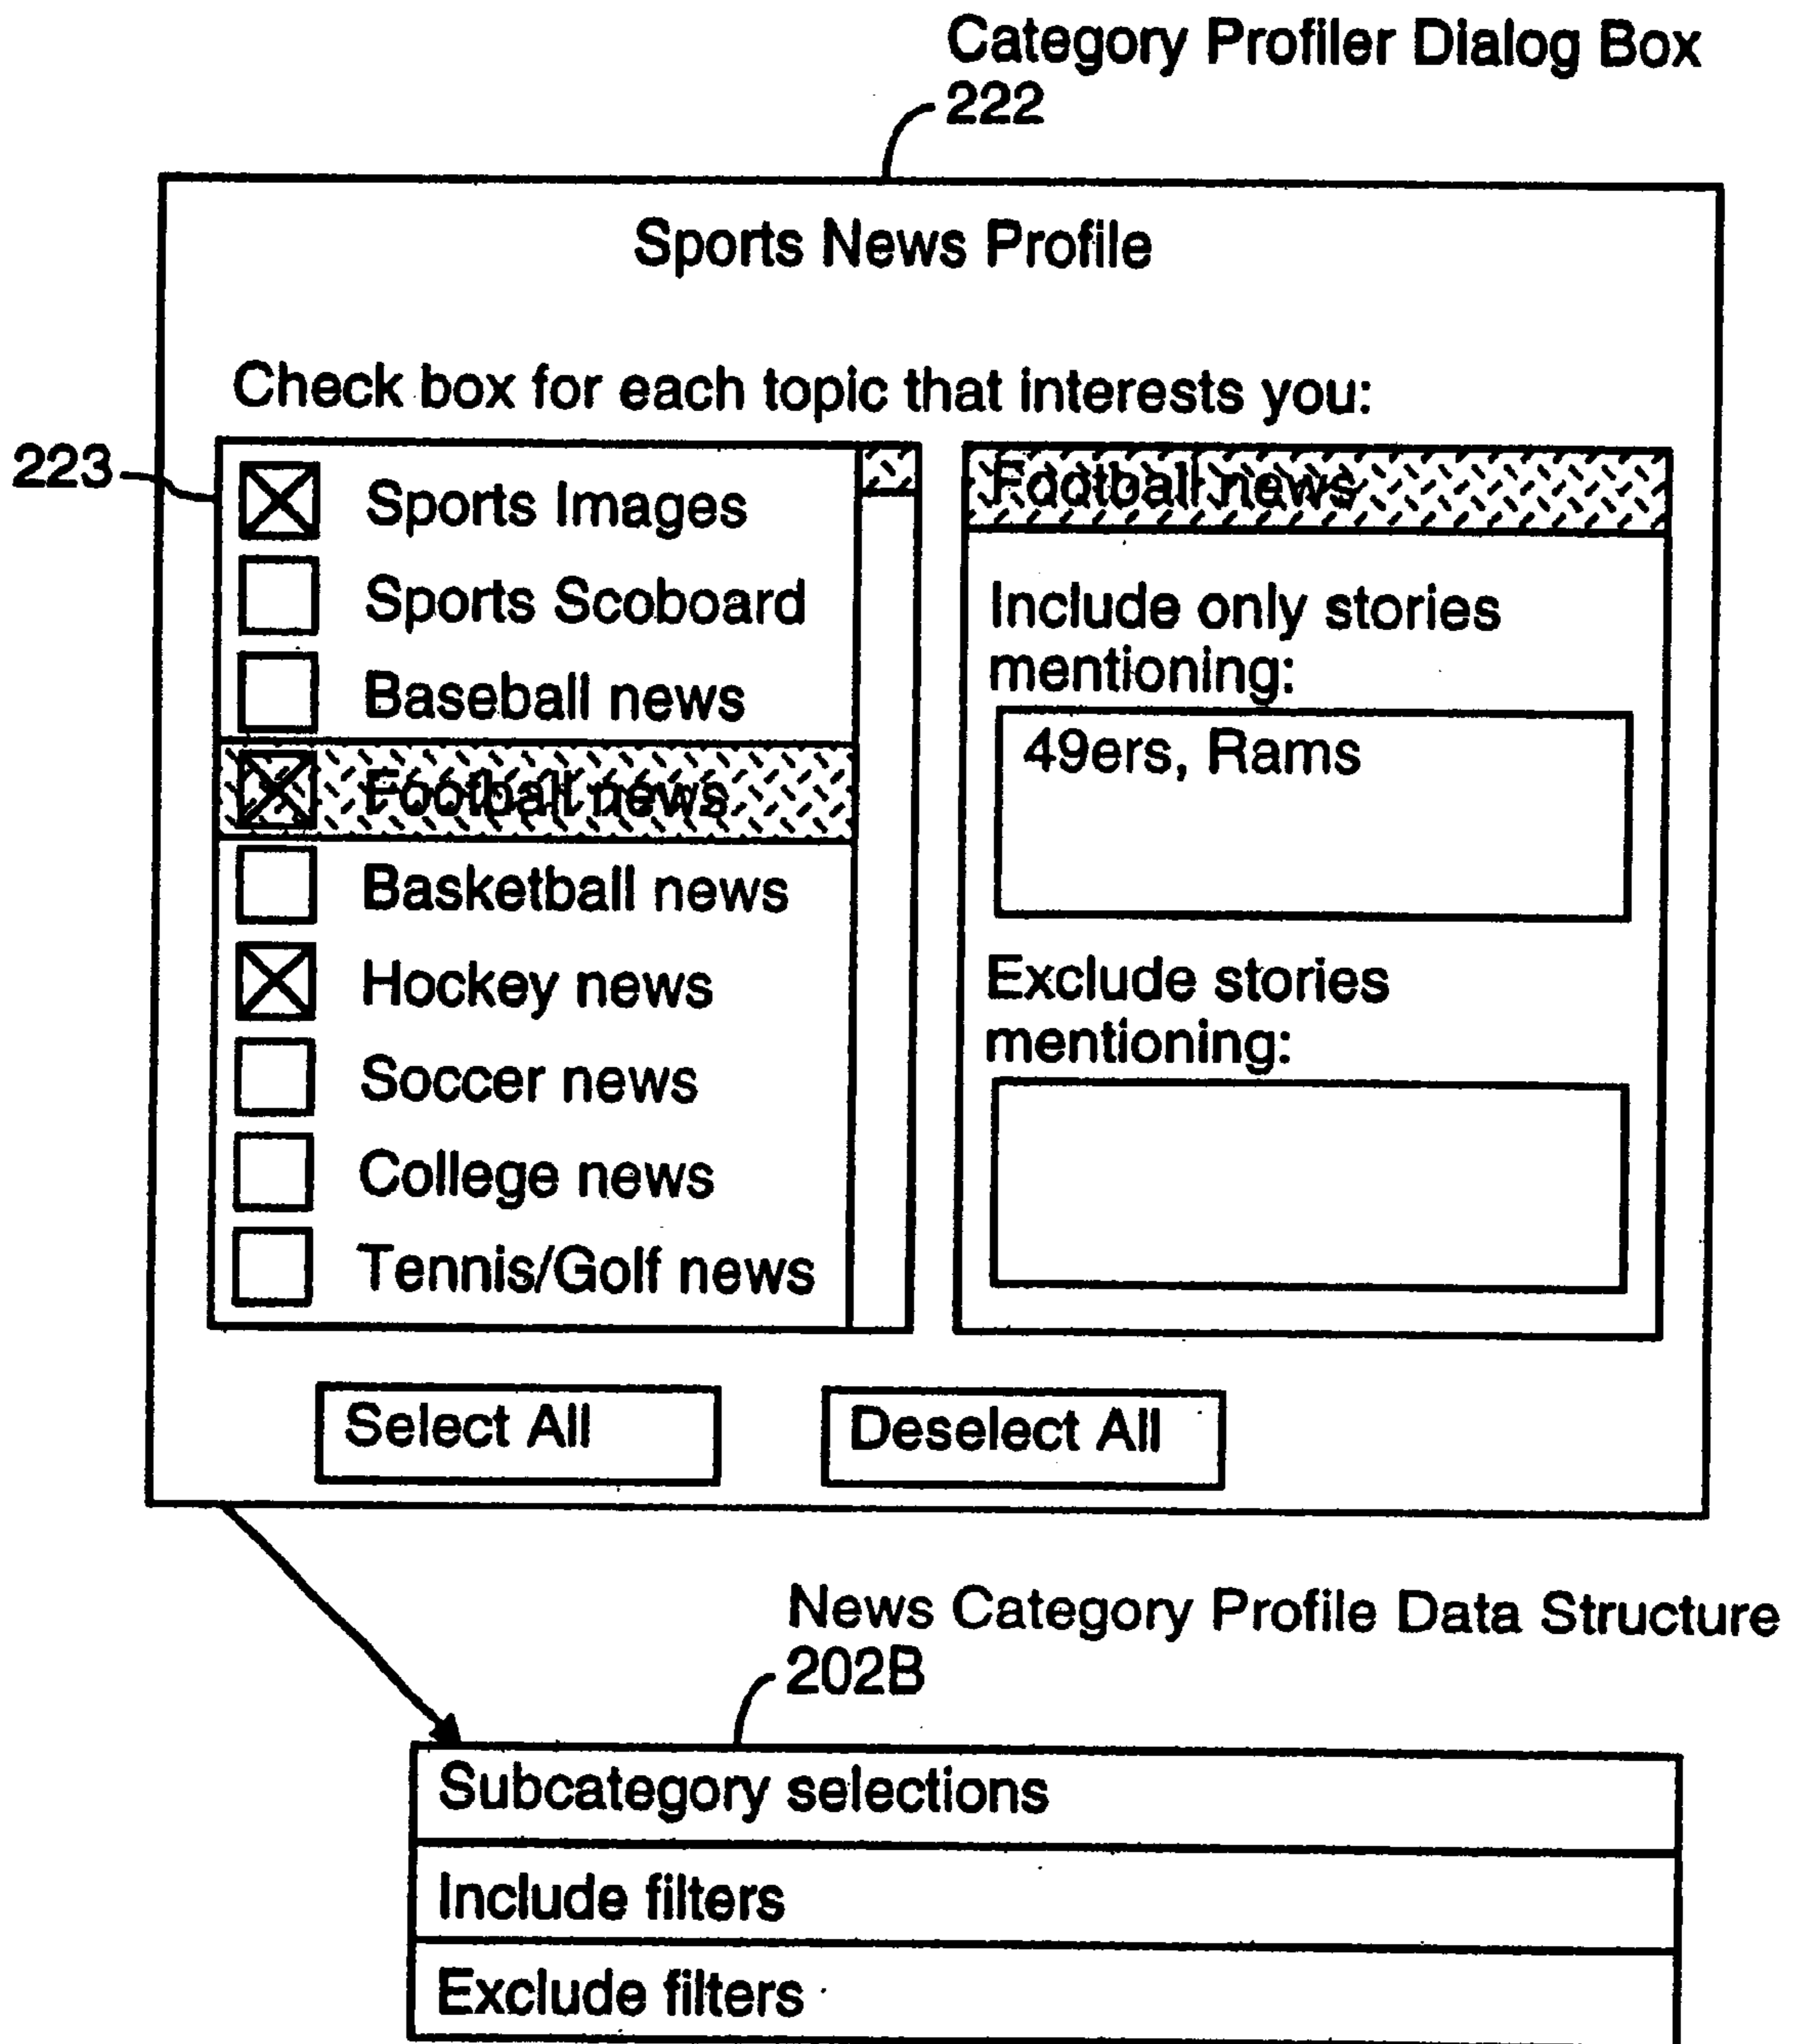 Category Profiler Dialog Box
222
Sports News Profile
Check box for each topic that interests you:
223
Sports Images
Sports Scoboard
Baseball news
Football news
Basketball news
Hockey news
Soccer news
College news
Tennis/Golf news
Football news
Include only stories
mentioning:
49ers, Rams
Exclude stories
mentioning:
Select All
Deselect All
News Category Profile Data Structure
202B
Subcategory selections
Include filters
Exclude filters